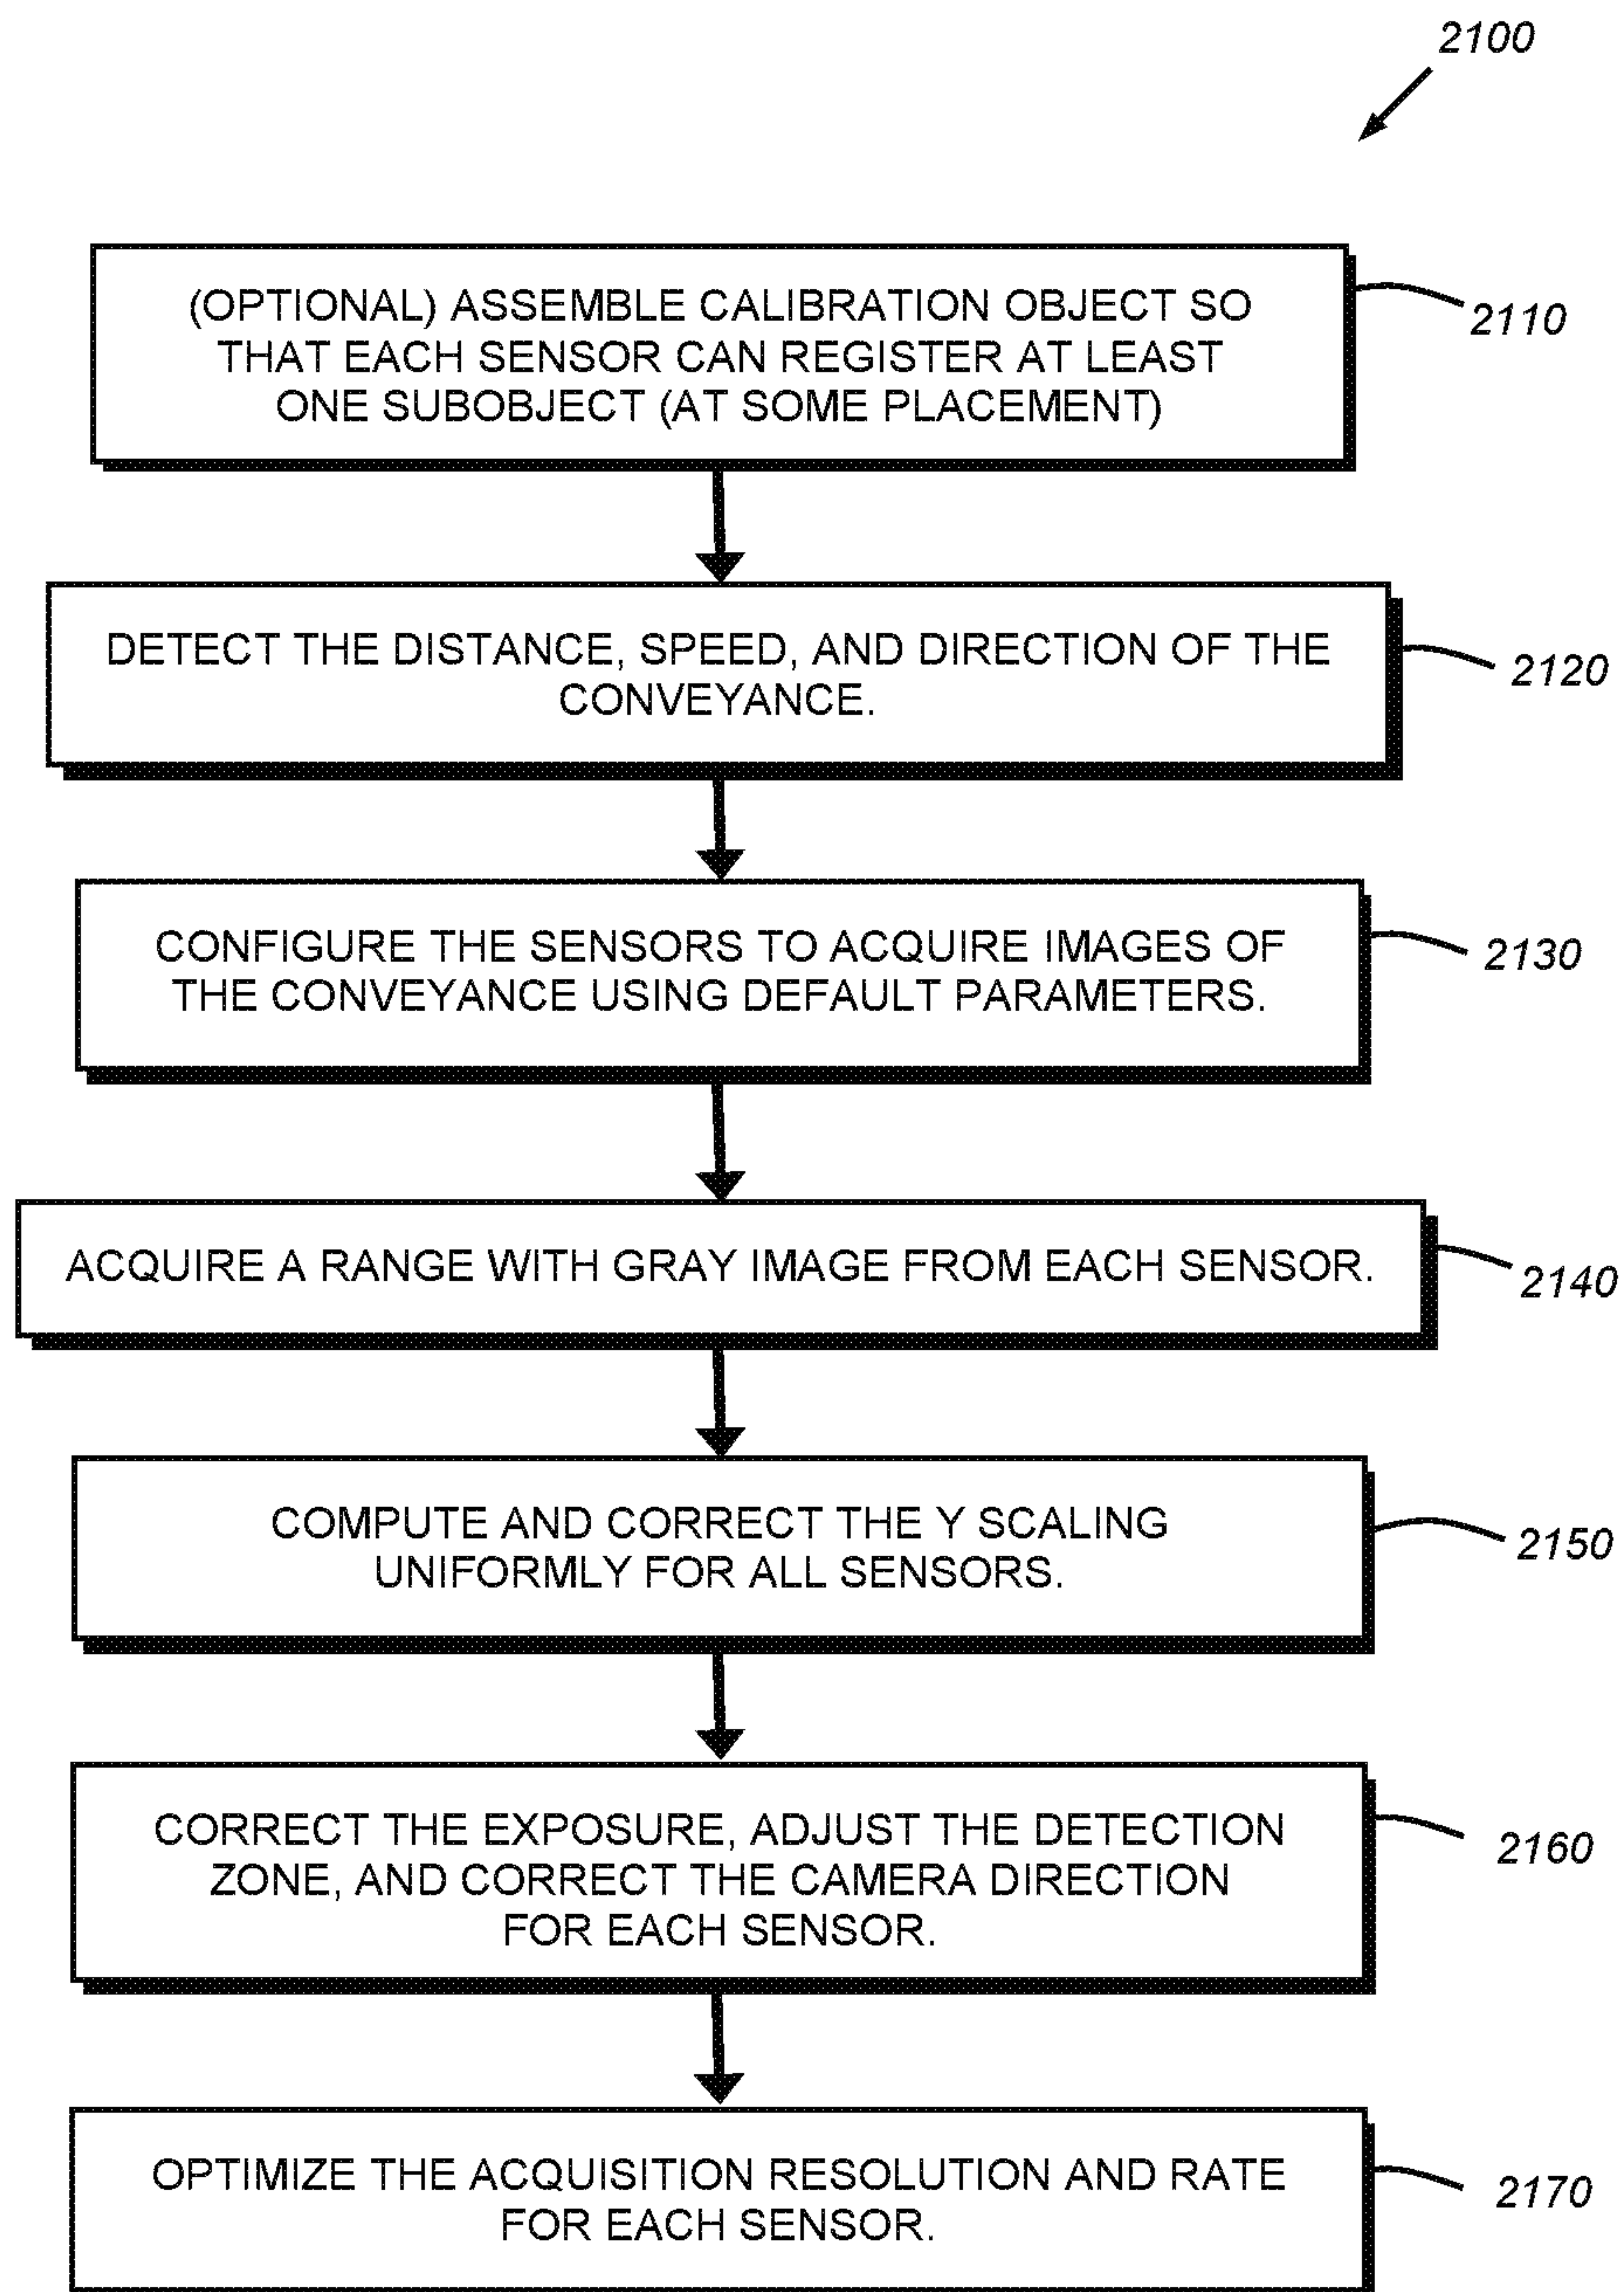 2100
(OPTIONAL) ASSEMBLE CALIBRATION OBJECT SO
THAT EACH SENSOR CAN REGISTER AT LEAST
ONE SUBOBJECT (AT SOME PLACEMENT)
2110
DETECT THE DISTANCE, SPEED, AND DIRECTION OF THE
CONVEYANCE.
2120
CONFIGURE THE SENSORS TO ACQUIRE IMAGES OF
THE CONVEYANCE USING DEFAULT PARAMETERS.
2130
ACQUIRE A RANGE WITH GRAY IMAGE FROM EACH SENSOR.
2140
COMPUTE AND CORRECT THE Y SCALING
UNIFORMLY FOR ALL SENSORS.
2150
CORRECT THE EXPOSURE, ADJUST THE DETECTION
ZONE, AND CORRECT THE CAMERA DIRECTION
FOR EACH SENSOR.
2160
OPTIMIZE THE ACQUISITION RESOLUTION AND RATE
FOR EACH SENSOR.
2170